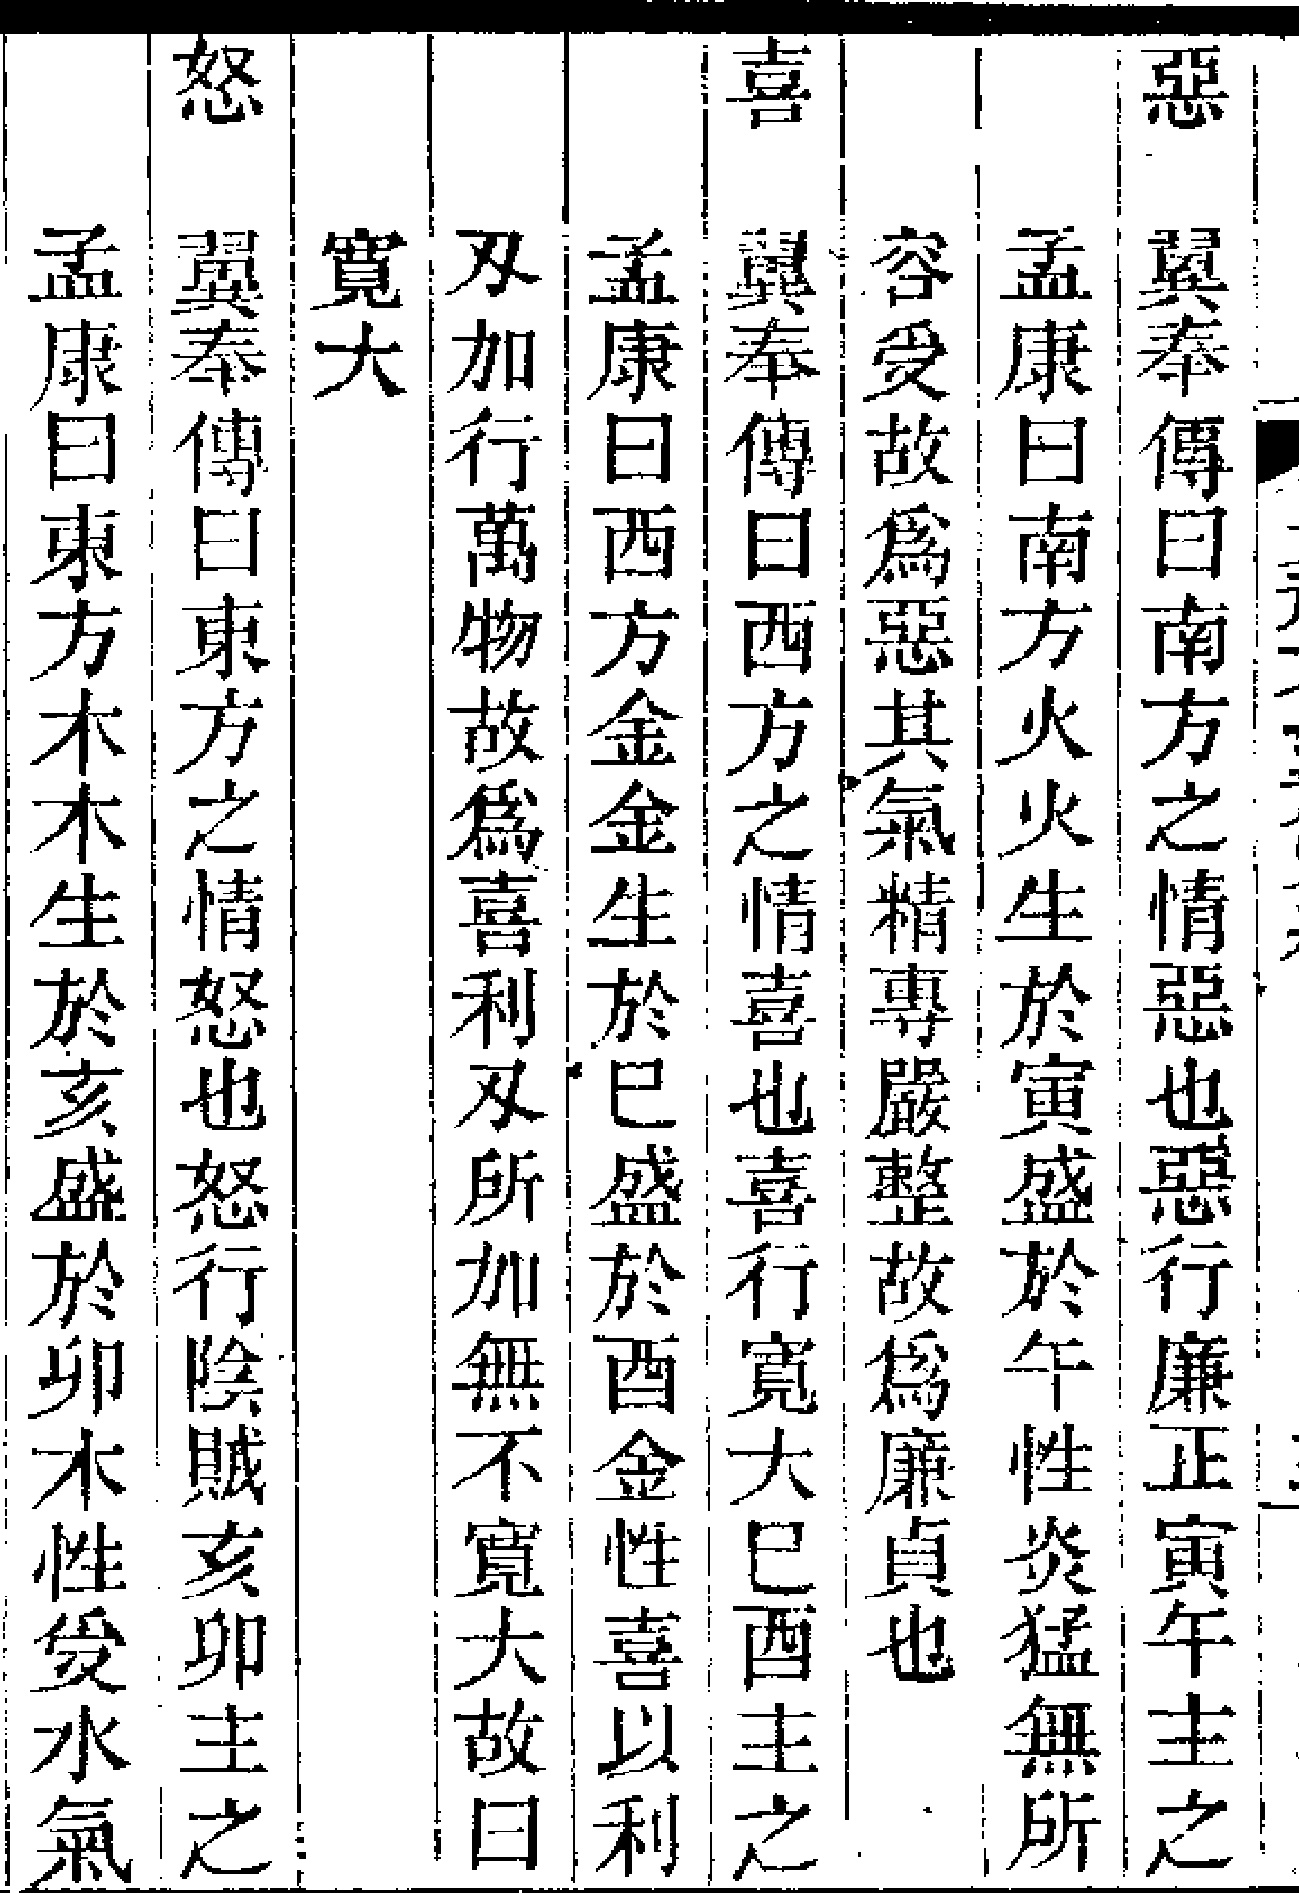 惡 翼奉傳曰南方之情惡也惡行廉正寅午主之
孟康曰南方火火生於寅盛於午性炎猛無所
容受故爲惡其氣精專嚴整故爲廉貞也
喜 翼奉傳曰西方之情喜也喜行寬大巳酉主之
孟康曰西方金金生於巳盛於酉金性喜以利
刄加行萬物故爲喜利刄所加無不寬大故曰
寬大
怒 翼奉傳曰東方之情怒也怒行陰賊亥卯主之
孟康曰東方木木生於亥盛於卯木性受水氣